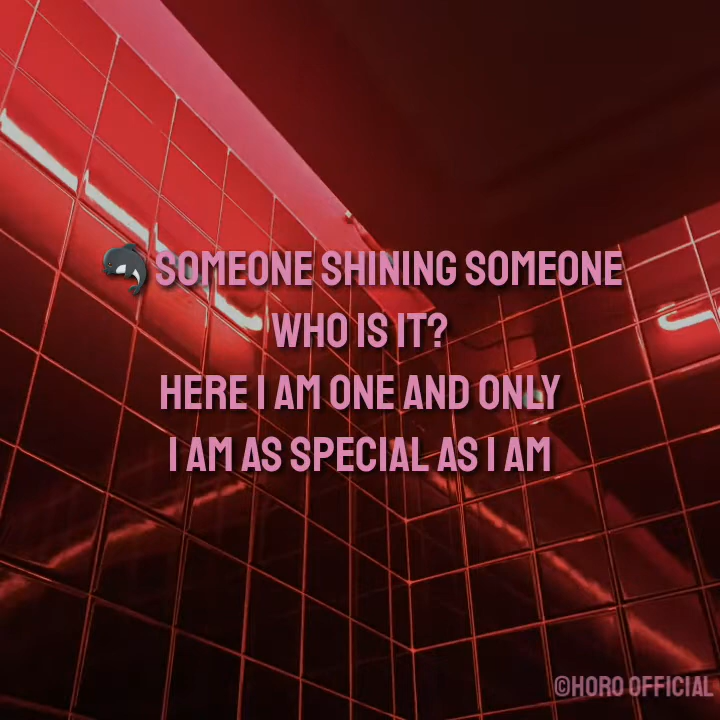 SOMEONE SHINING SOMEONE
WHO IS IT?
HERE I AM ONE AND ONLY
I AM AS SPECIAL AS I AM
©HORO OFFICIAL